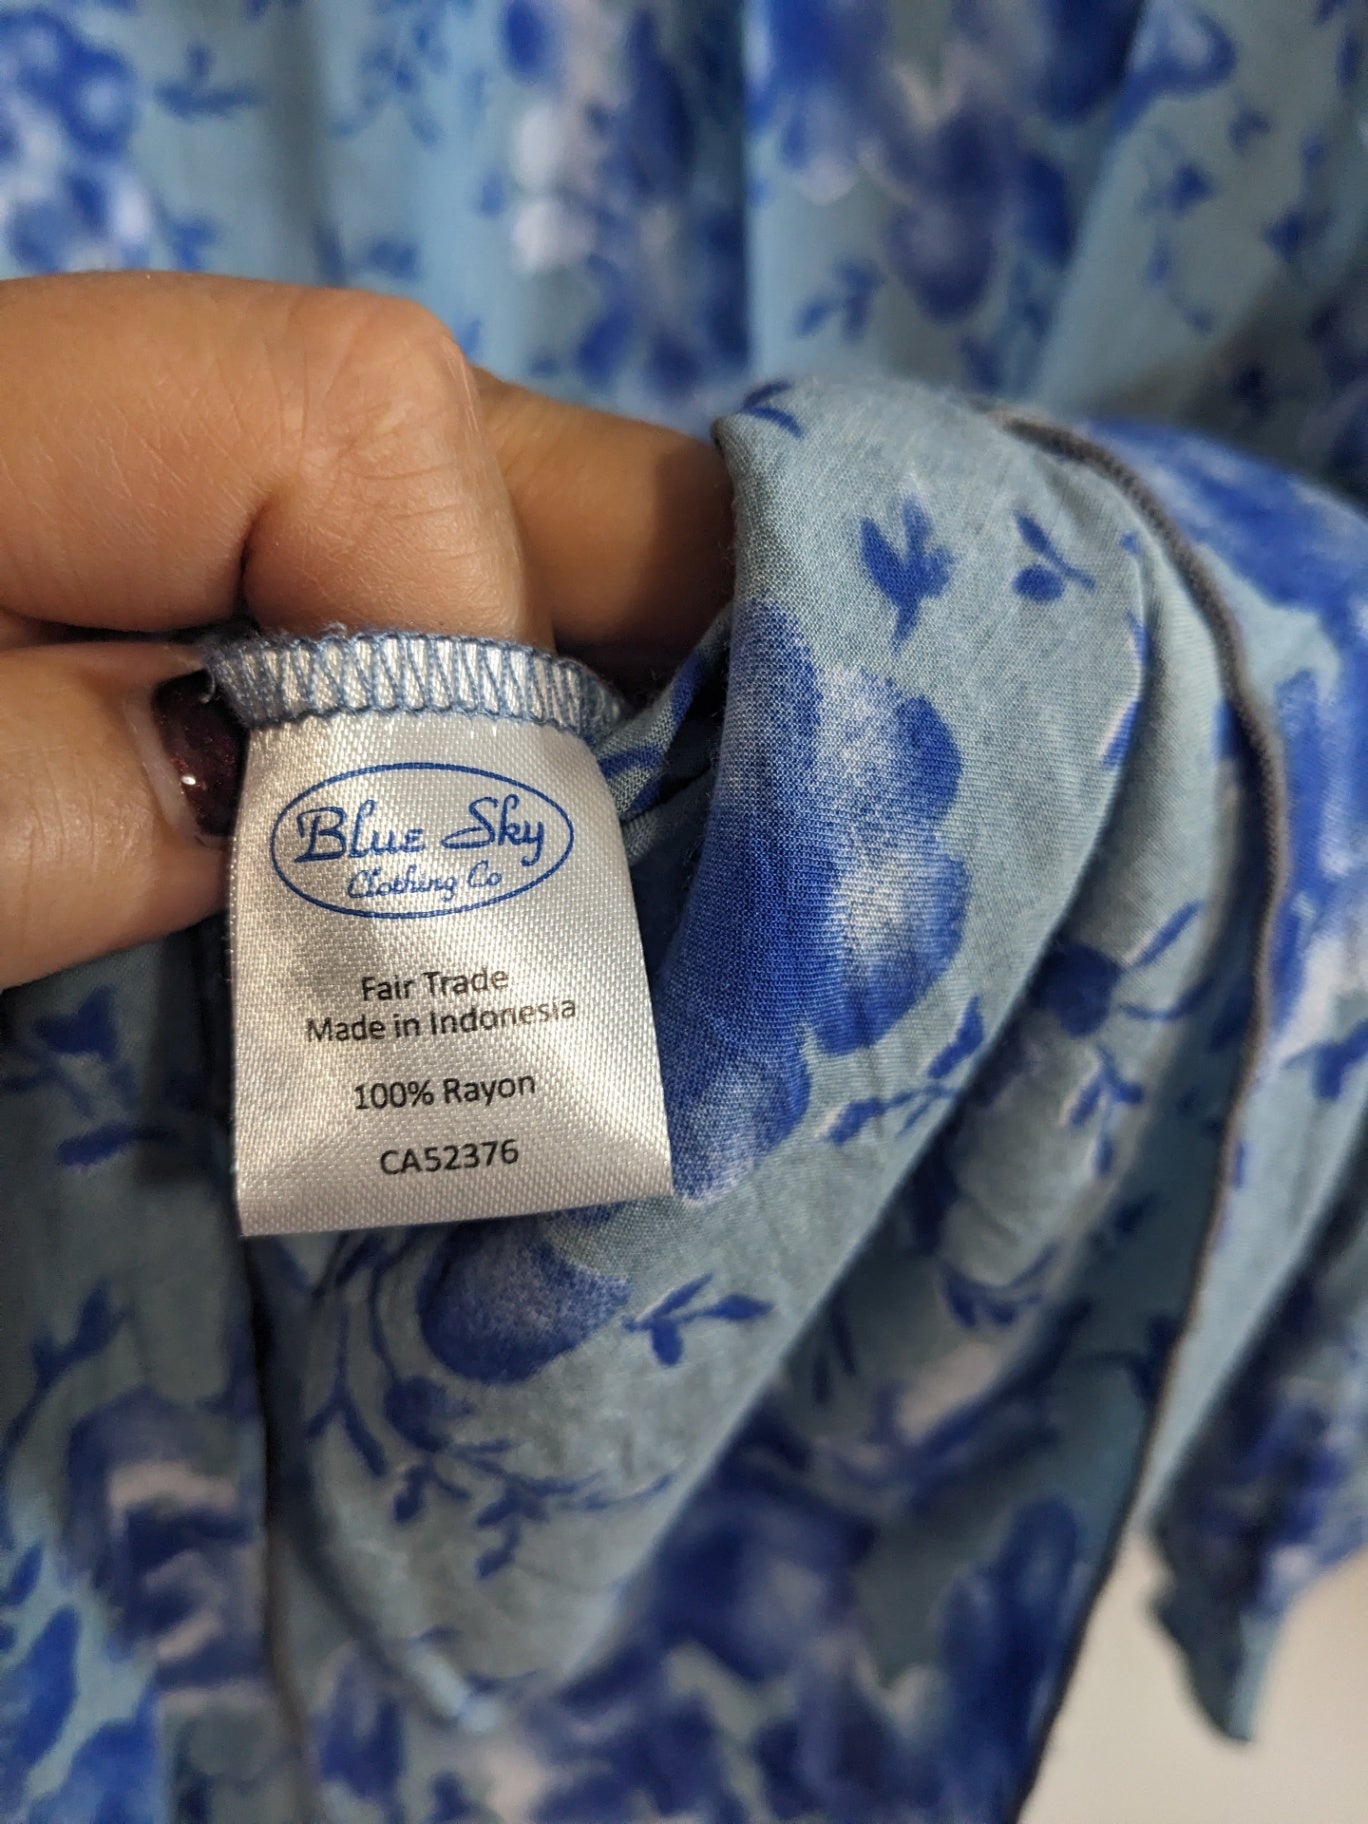 Blue Sky
Clothing Co
Fair Trade
Made in Indonesia
100% Rayon
CA52376